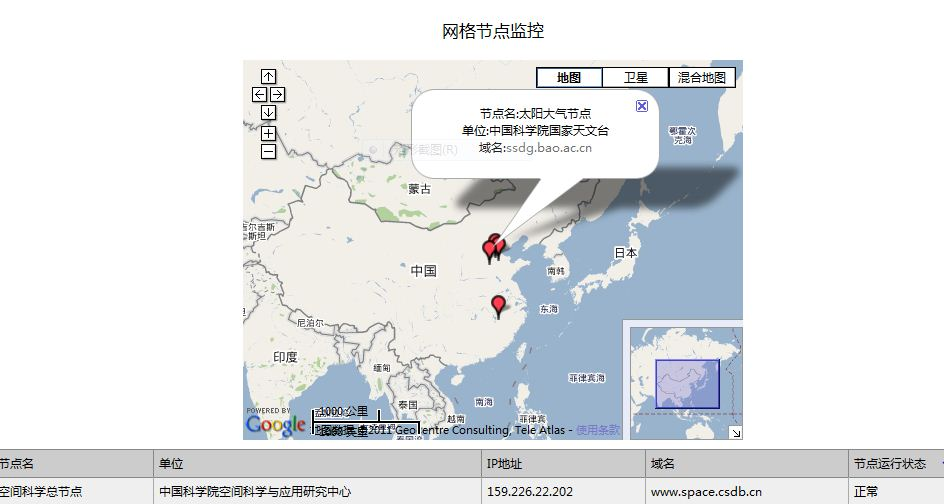 网格节点监控
地图
卫星
混合地图
节点名:太阳大气节点
单位:中国科学院国家天文台
域名:ssdg.bao.ac.cn
形截图(R)
鄂霍次
克海
蒙古
吉尔吉斯
斯坦
日本
中国
南韩
东海
尼泊尔
印度
缅甸
菲律宾海
南海
泰国
越南
菲律宾
POWERED BY
Google
1000 公里
©2011 Geocentre Consulting, Tele Atlas - 使用条款
节点名 单位 IP地址 域名 节点运行状态
空间科学总节点 中国科学院空间科学与应用研究中心 159.226.22.202 www.space.csdb.cn 正常